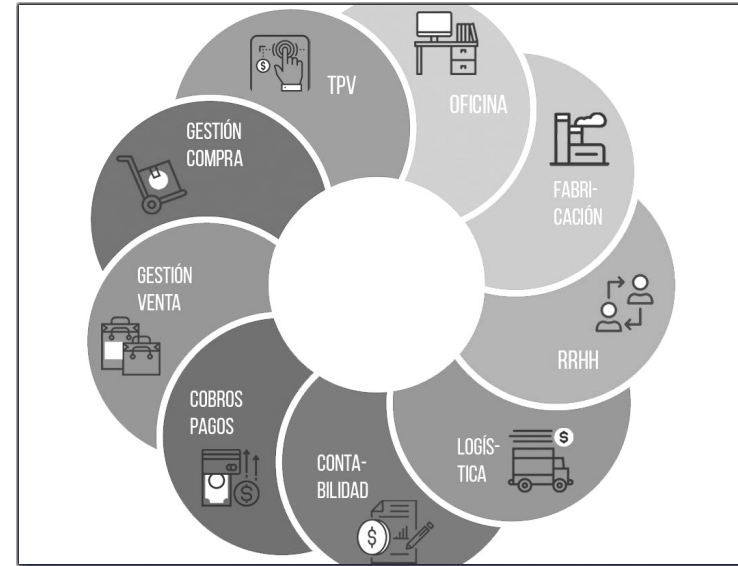 TPV
OFICINA
FABRI-
CACIÓN
RRHH
LOGÍS-
TICA
CONTA-
BILIDAD
COBROS
PAGOS
GESTIÓN
VENTA
GESTIÓN
COMPRA